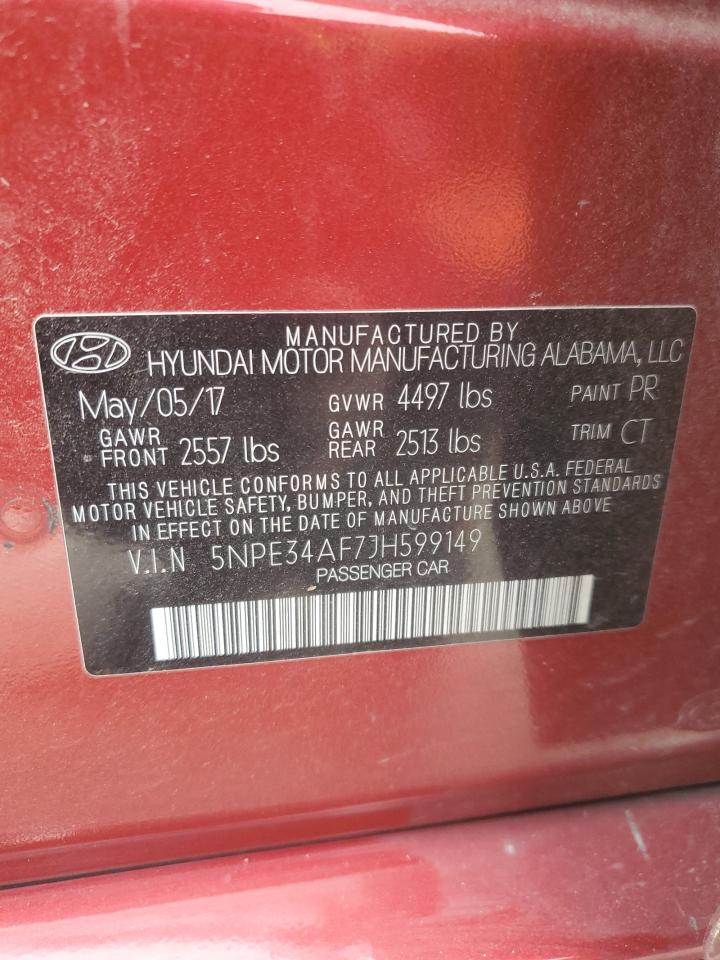 MANUFACTURED BY
HYUNDAI MOTOR MANUFACTURING ALABAMA, LLC
May/05/17 GVWR 4497 lbs PAINT PR
GAWR FRONT 2557 lbs GAWR REAR 2513 lbs TRIM CT
THIS VEHICLE CONFORMS TO ALL APPLICABLE U.S.A. FEDERAL
MOTOR VEHICLE SAFETY, BUMPER, AND THEFT PREVENTION STANDARDS
IN EFFECT ON THE DATE OF MANUFACTURE SHOWN ABOVE
V.I.N 5NPE34AF7JH599149
PASSENGER CAR